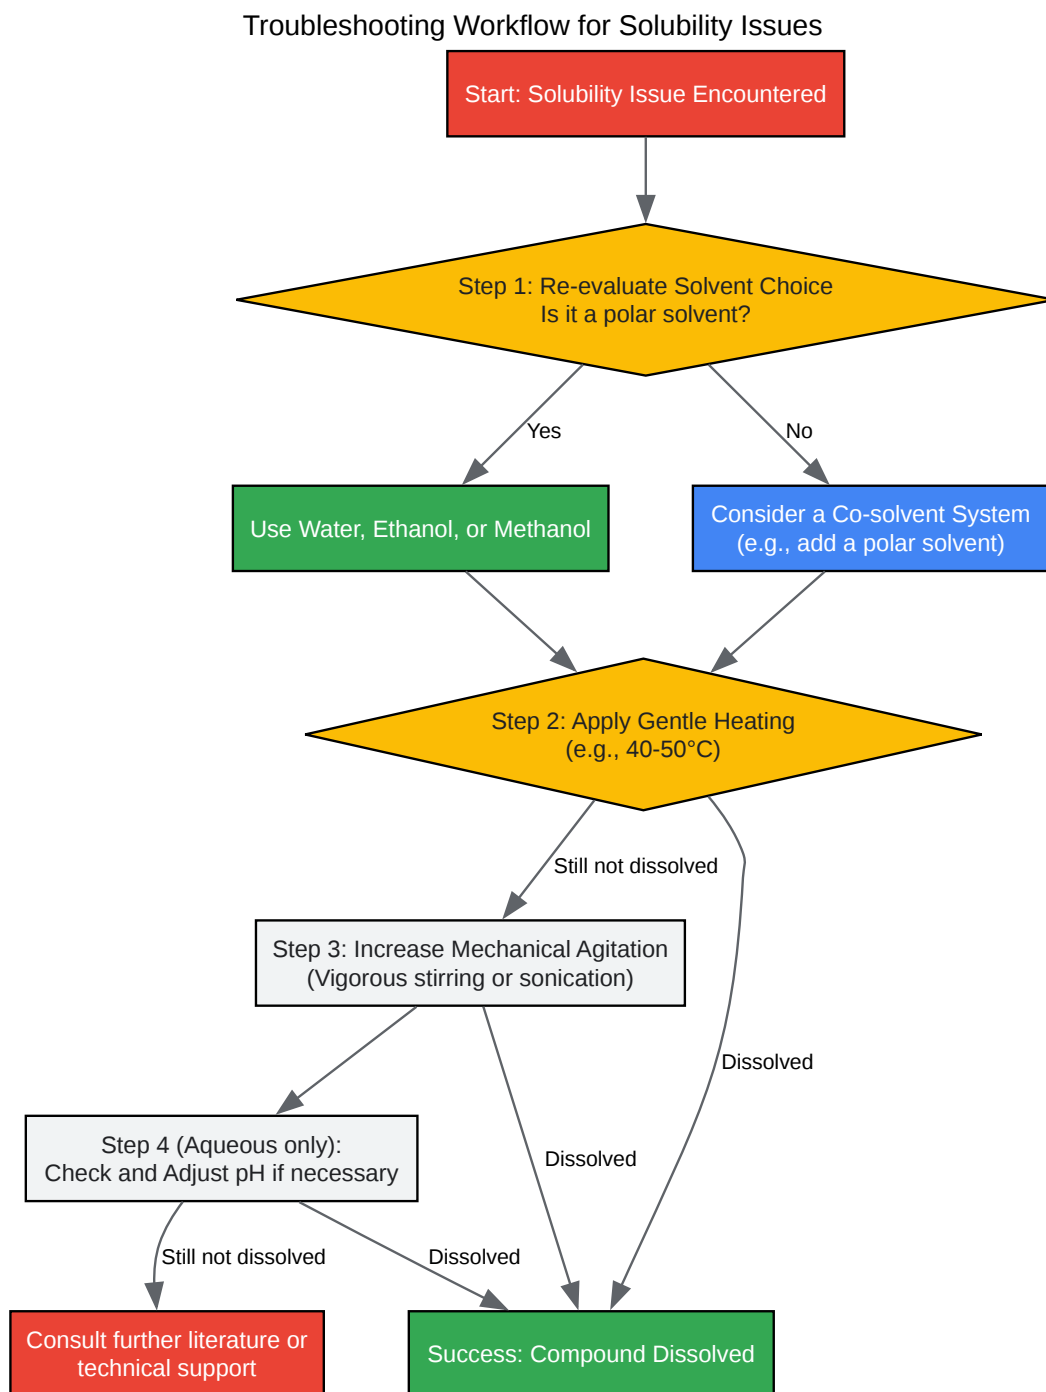 Troubleshooting Workflow for Solubility Issues
Start: Solubility Issue Encountered
Step 1: Re-evaluate Solvent Choice
Is it a polar solvent?
Yes
No
Use Water, Ethanol, or Methanol
Consider a Co-solvent System
(e.g., add a polar solvent)
Step 2: Apply Gentle Heating
(e.g., 40-50°C)
Still not dissolved
Step 3: Increase Mechanical Agitation
(Vigorous stirring or sonication)
Dissolved
Step 4 (Aqueous only):
Check and Adjust pH if necessary
Dissolved
Still not dissolved
Dissolved
Consult further literature or
technical support
Success: Compound Dissolved